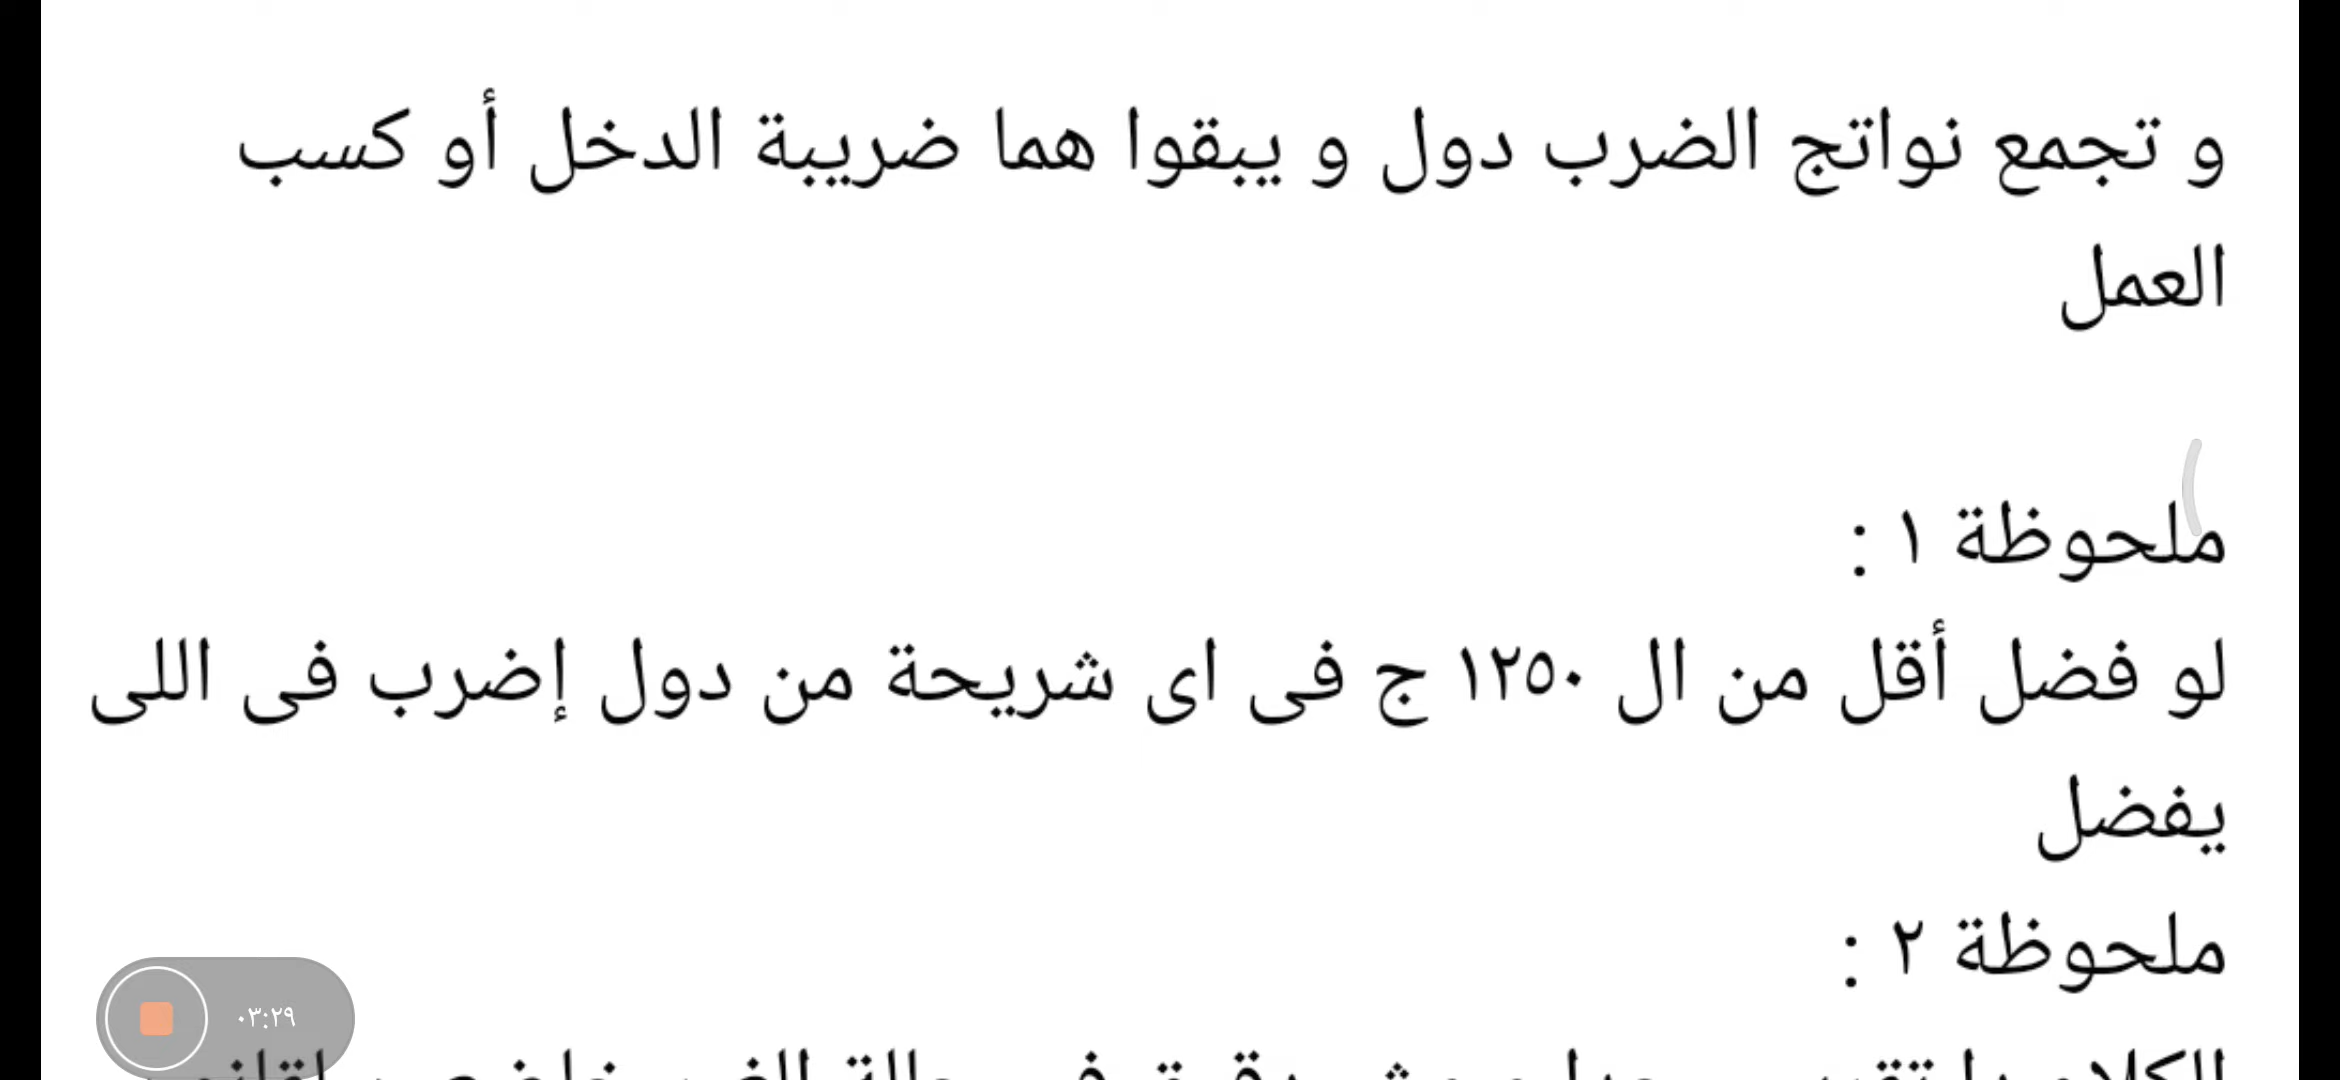 و تجمع نواتج الضرب دول و يبقوا هما ضريبة الدخل أو كسب
العمل
ملحوظة ١ :
لو فضل أقل من ال ١٢٥٠ ج فى اى شريحة من دول إضرب فى اللى
يفضل
ملحوظة ٢ :
٠٣:٢٩